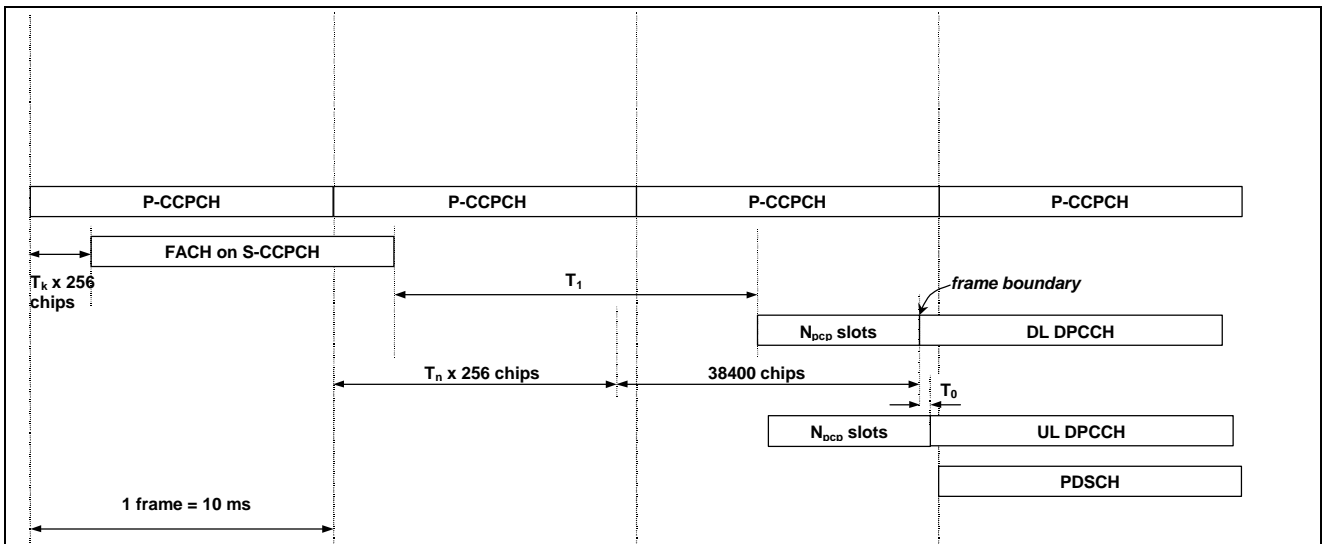 P-CCPCH
P-CCPCH
P-CCPCH
P-CCPCH
FACH on S-CCPCH
Tk x 256
chips
T1
frame boundary
Npcp slots
DL DPCCH
Tn x 256 chips
38400 chips
T0
Npcp slots
UL DPCCH
PDSCH
1 frame = 10 ms